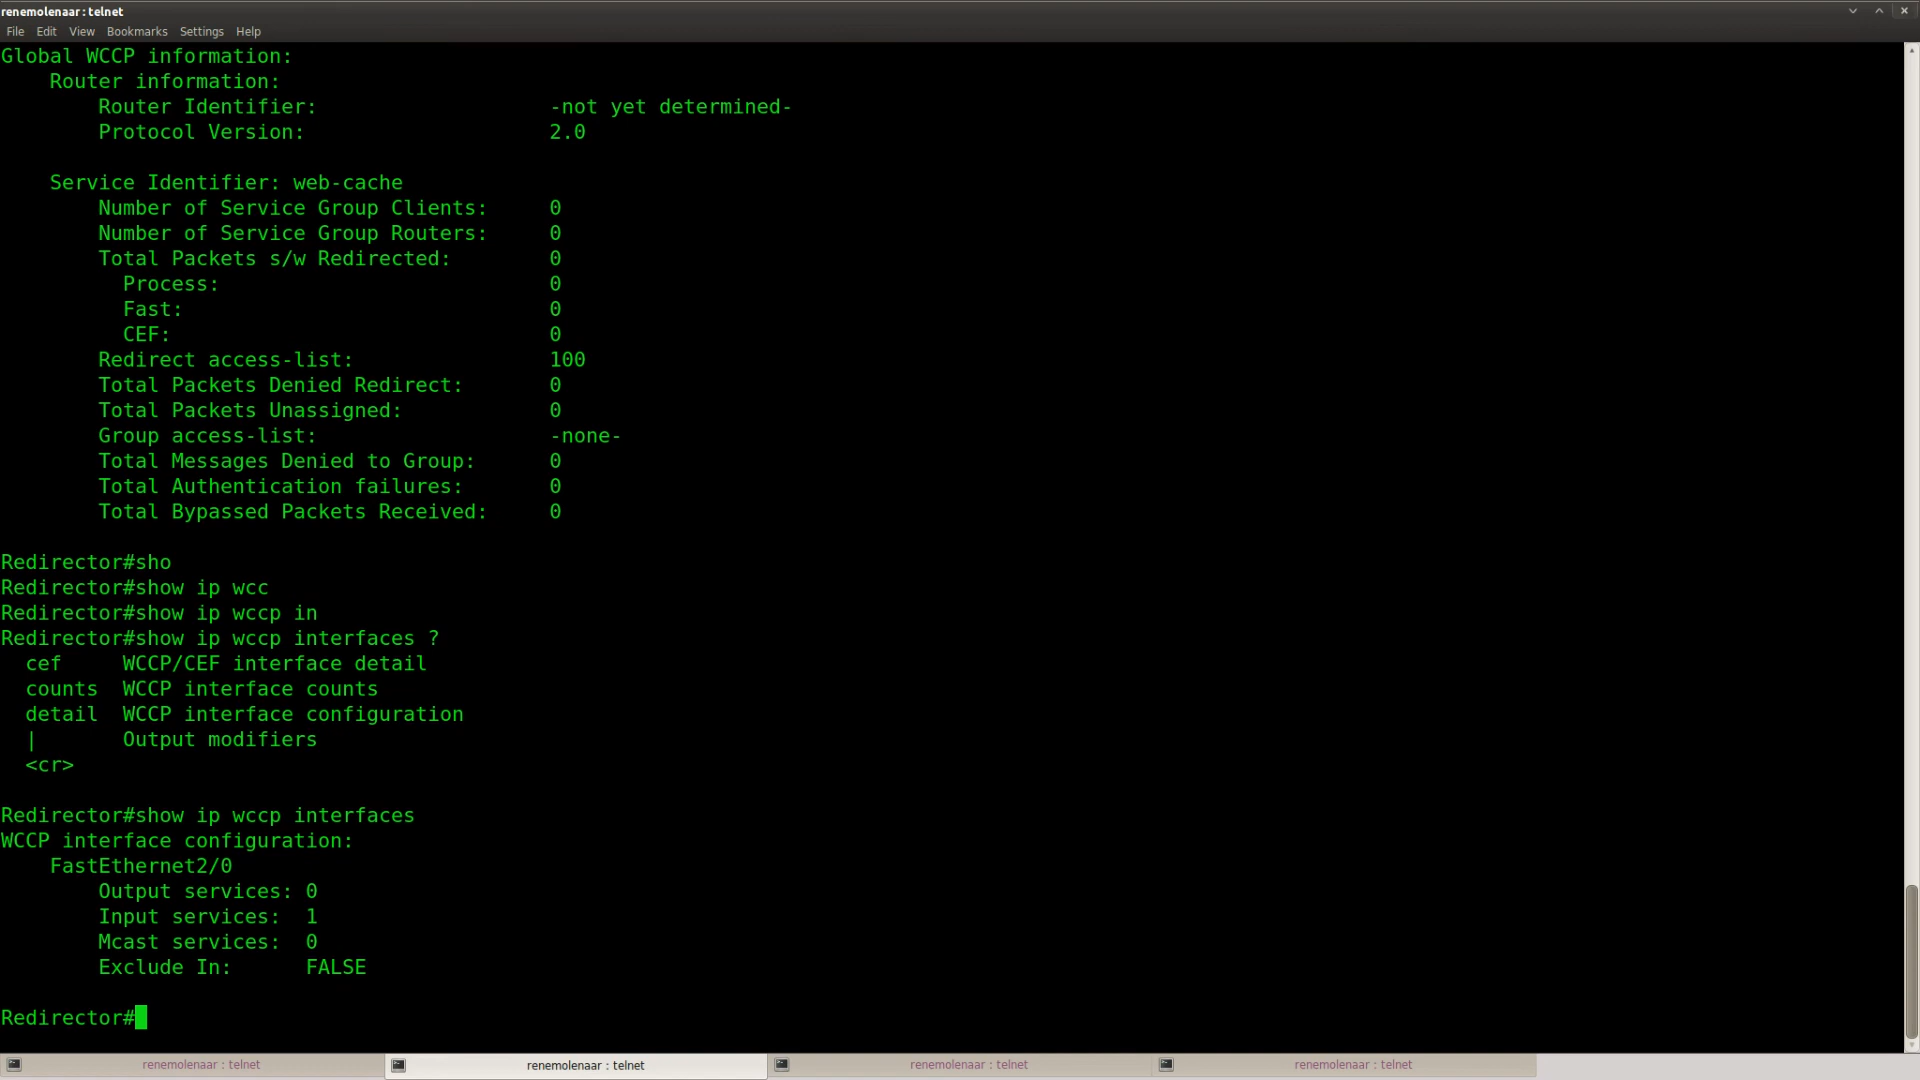 renemolenaar : telnet
File Edit View Bookmarks Settings Help
Global WCCP information:
    Router information:
        Router Identifier:                   -not yet determined-
        Protocol Version:                    2.0

    Service Identifier: web-cache
        Number of Service Group Clients:     0
        Number of Service Group Routers:     0
        Total Packets s/w Redirected:        0
          Process:                           0
          Fast:                              0
          CEF:                               0
        Redirect access-list:                100
        Total Packets Denied Redirect:       0
        Total Packets Unassigned:            0
        Group access-list:                   -none-
        Total Messages Denied to Group:      0
        Total Authentication failures:       0
        Total Bypassed Packets Received:     0

Redirector#sho
Redirector#show ip wcc
Redirector#show ip wccp in
Redirector#show ip wccp interfaces ?
  cef     WCCP/CEF interface detail
  counts  WCCP interface counts
  detail  WCCP interface configuration
  |       Output modifiers
  <cr>

Redirector#show ip wccp interfaces
WCCP interface configuration:
    FastEthernet2/0
        Output services: 0
        Input services:  1
        Mcast services:  0
        Exclude In:      FALSE

Redirector#
renemolenaar : telnet renemolenaar : telnet renemolenaar : telnet renemolenaar : telnet